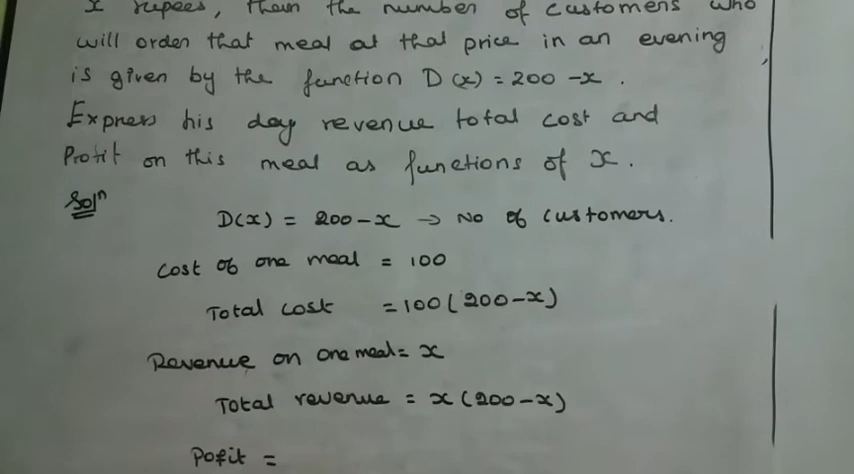 x rupees, then the number of customers who
will order that meal at that price in an evening
is given by the function D(x) = 200 - x .
Express his day revenue total cost and
Profit on this meal as functions of x.
Soln
D(x) = 200 - x → No of customers.
Cost of one meal = 100
Total cost = 100(200-x)
Revenue on one meal = x
Total revenue = x(200-x)
Pofit =